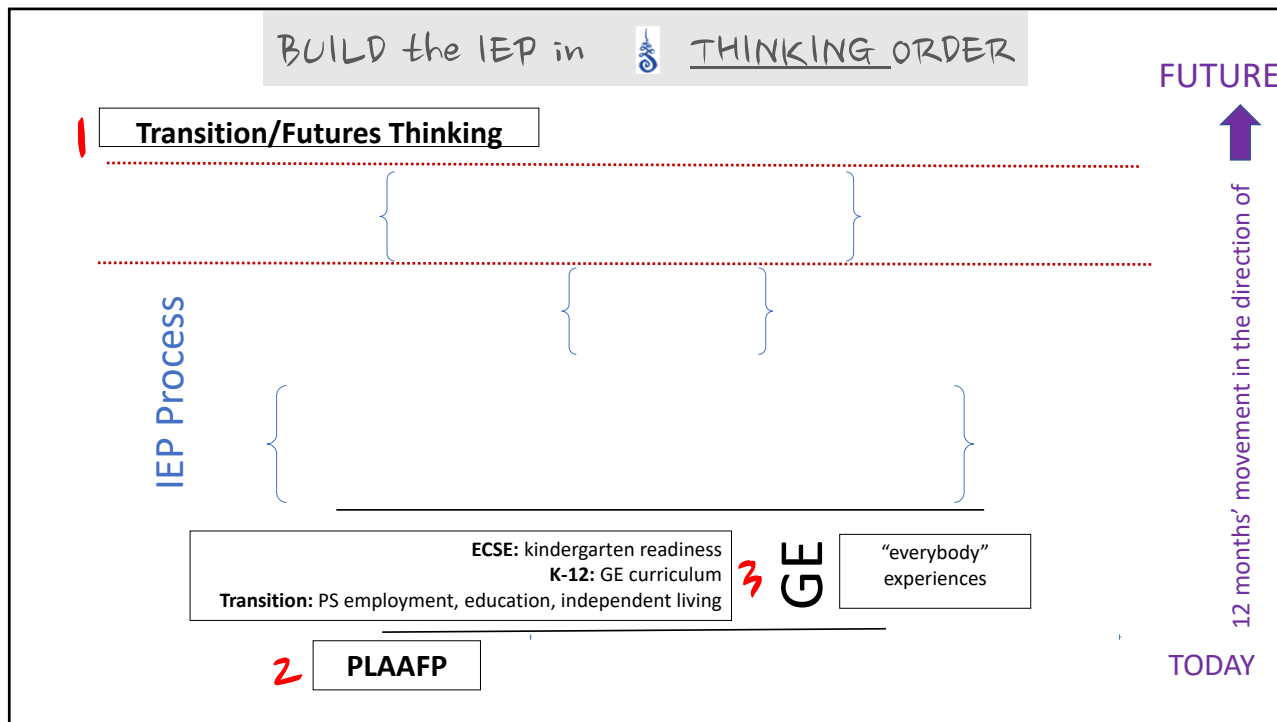 BUILD the IEP in THINKING ORDER
FUTURE
1 Transition/Futures Thinking
12 months' movement in the direction of
IEP Process
ECSE: kindergarten readiness
K-12: GE curriculum
Transition: PS employment, education, independent living
3
GE
“everybody”
experiences
2 PLAAFP
TODAY